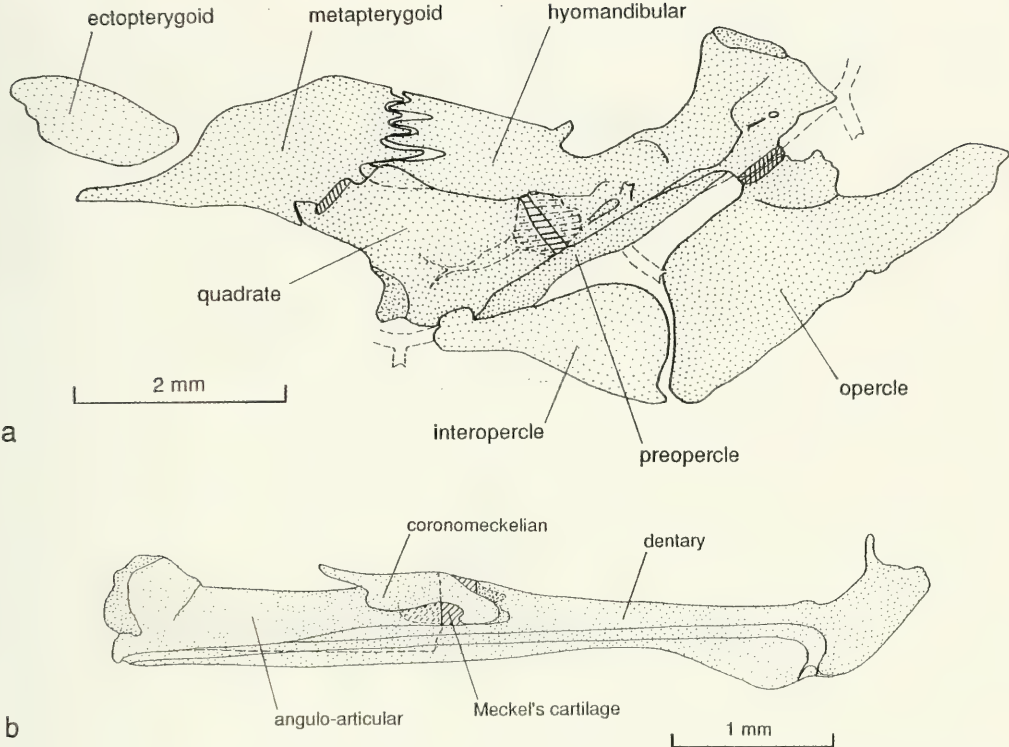 ectopterygoid
metapterygoid
hyomandibular
quadrate
2 mm
opercle
interopercle
preopercle
a
coronomeckelian
dentary
angulo-articular
Meckel's cartilage
1 mm
b